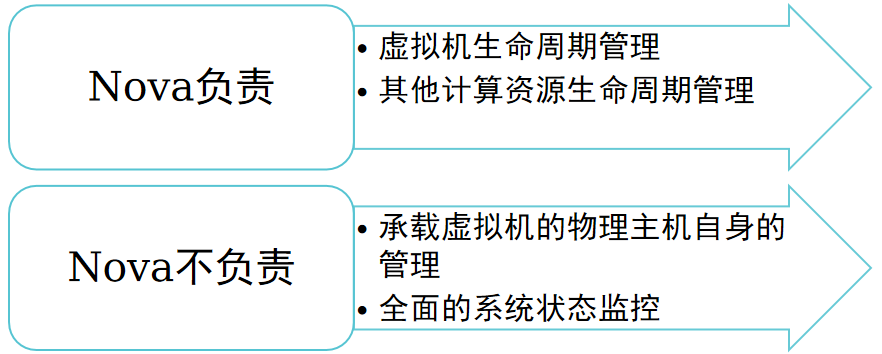 Nova负责
• 虚拟机生命周期管理
• 其他计算资源生命周期管理
Nova不负责
• 承载虚拟机的物理主机自身的
管理
• 全面的系统状态监控